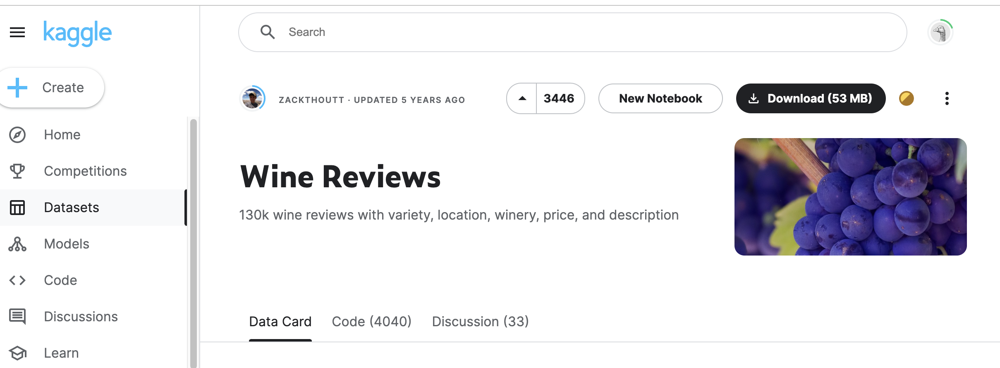 kaggle
Search
Create
Home
Competitions
Datasets
Models
Code
Discussions
Learn
ZACKTHOUTT · UPDATED 5 YEARS AGO
3446
New Notebook
Download (53 MB)
Wine Reviews
130k wine reviews with variety, location, winery, price, and description
Data Card Code (4040) Discussion (33)